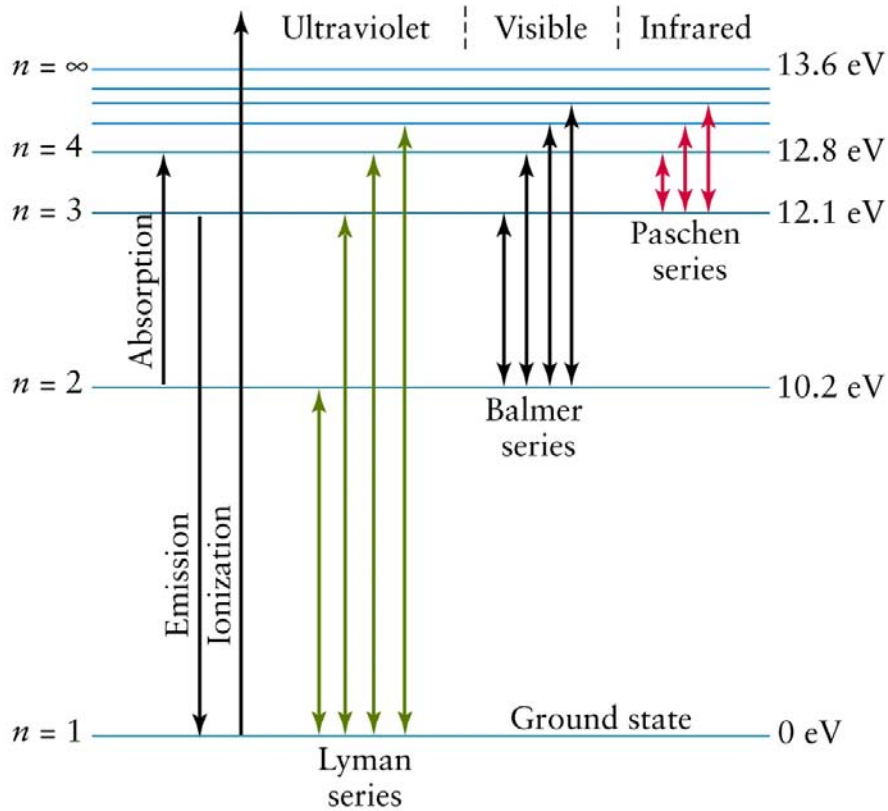 Ultraviolet Visible Infrared
n = ∞ 13.6 eV
n = 4 12.8 eV
n = 3 12.1 eV
Absorption
Paschen
series
n = 2 10.2 eV
Balmer
series
Emission
Ionization
Ground state
n = 1 0 eV
Lyman
series